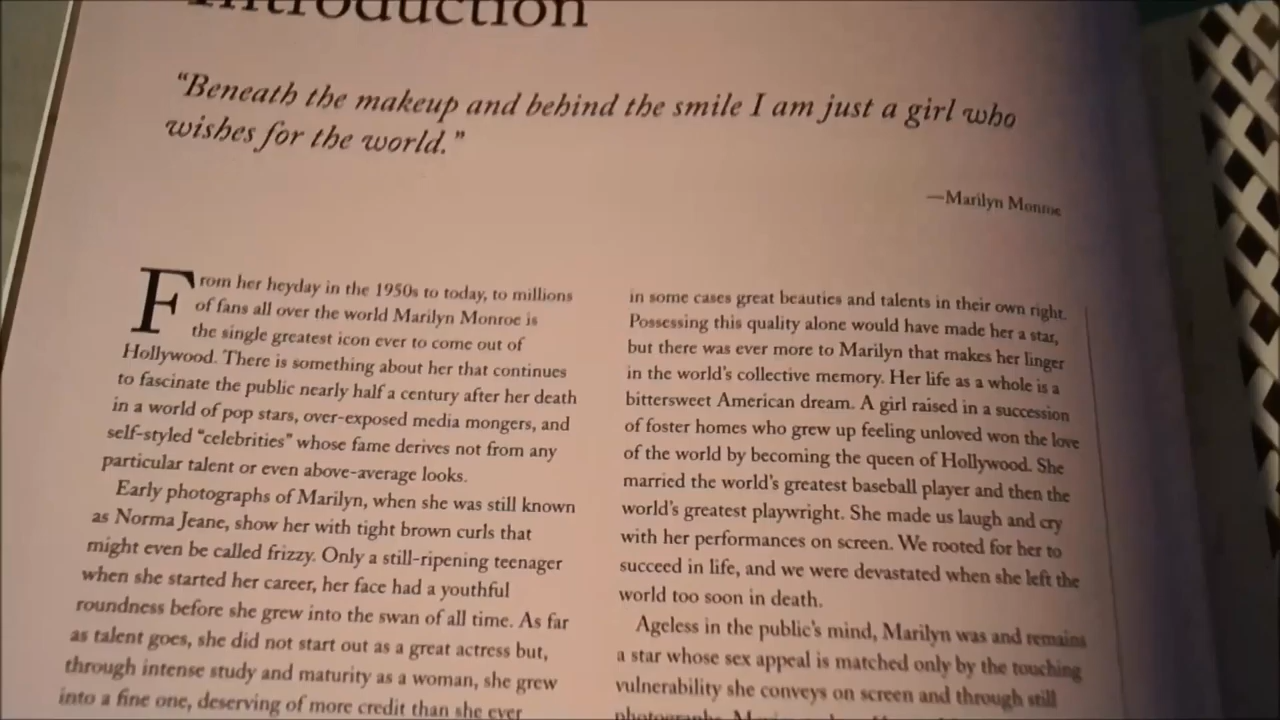 Introduction
“Beneath the makeup and behind the smile I am just a girl who
wishes for the world.”
—Marilyn Monroe
From her heyday in the 1950s to today, to millions
of fans all over the world Marilyn Monroe is
the single greatest icon ever to come out of
Hollywood. There is something about her that continues
to fascinate the public nearly half a century after her death
in a world of pop stars, over-exposed media mongers, and
self-styled “celebrities” whose fame derives not from any
particular talent or even above-average looks.
Early photographs of Marilyn, when she was still known
as Norma Jeane, show her with tight brown curls that
might even be called frizzy. Only a still-ripening teenager
when she started her career, her face had a youthful
roundness before she grew into the swan of all time. As far
as talent goes, she did not start out as a great actress but,
through intense study and maturity as a woman, she grew
into a fine one, deserving of more credit than she ever
in some cases great beauties and talents in their own right.
Possessing this quality alone would have made her a star,
but there was ever more to Marilyn that makes her linger
in the world’s collective memory. Her life as a whole is a
bittersweet American dream. A girl raised in a succession
of foster homes who grew up feeling unloved won the love
of the world by becoming the queen of Hollywood. She
married the world’s greatest baseball player and then the
world’s greatest playwright. She made us laugh and cry
with her performances on screen. We rooted for her to
succeed in life, and we were devastated when she left the
world too soon in death.
Ageless in the public’s mind, Marilyn was and remains
a star whose sex appeal is matched only by the touching
vulnerability she conveys on screen and through still
photographs.